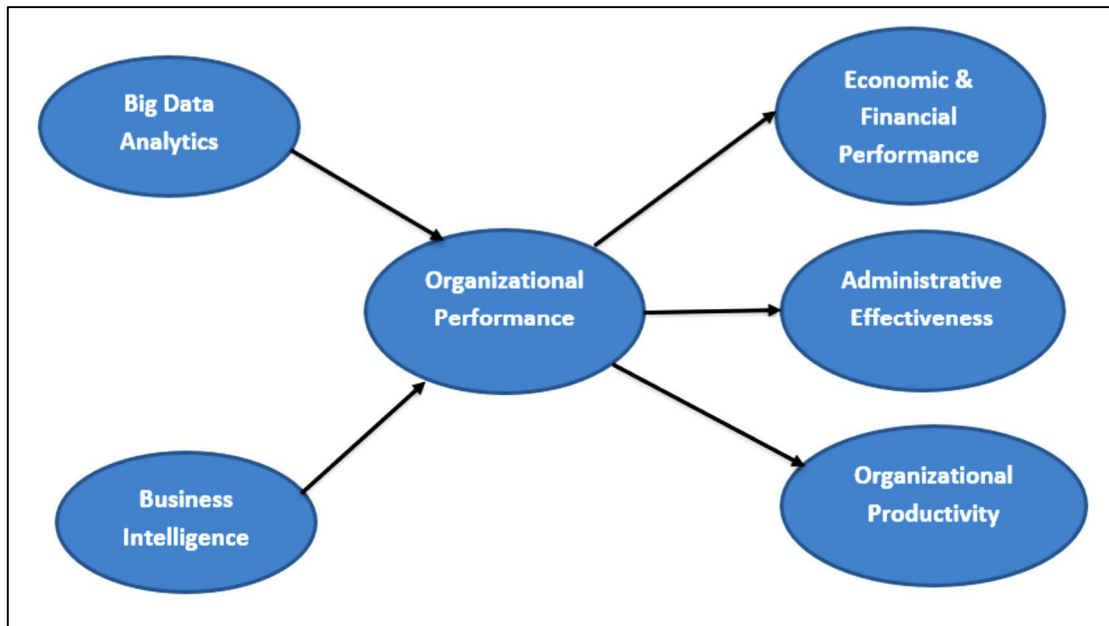 Big Data
Analytics
Economic &
Financial
Performance
Organizational
Performance
Administrative
Effectiveness
Business
Intelligence
Organizational
Productivity